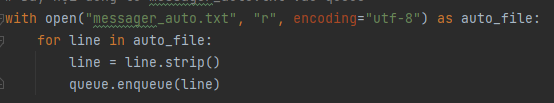 with open("messager_auto.txt", "r", encoding="utf-8") as auto_file:
    for line in auto_file:
        line = line.strip()
        queue.enqueue(line)